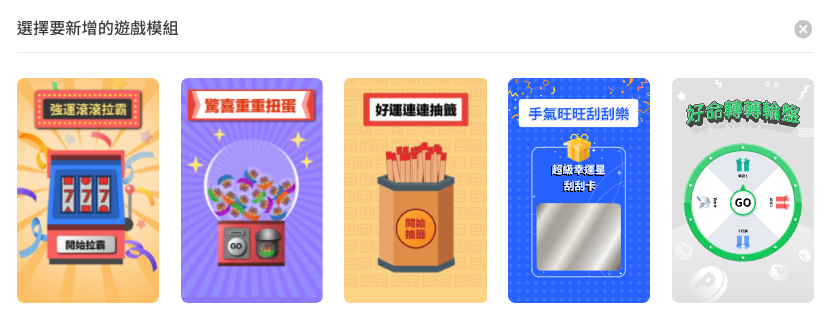 選擇要新增的遊戲模組
強運滾滾拉霸
777
開始拉霸
驚喜重重扭蛋
GO
好運連連抽籤
開始
抽籤
手氣旺旺刮刮樂
超級幸運星
刮刮卡
好命轉轉輪盤
GO